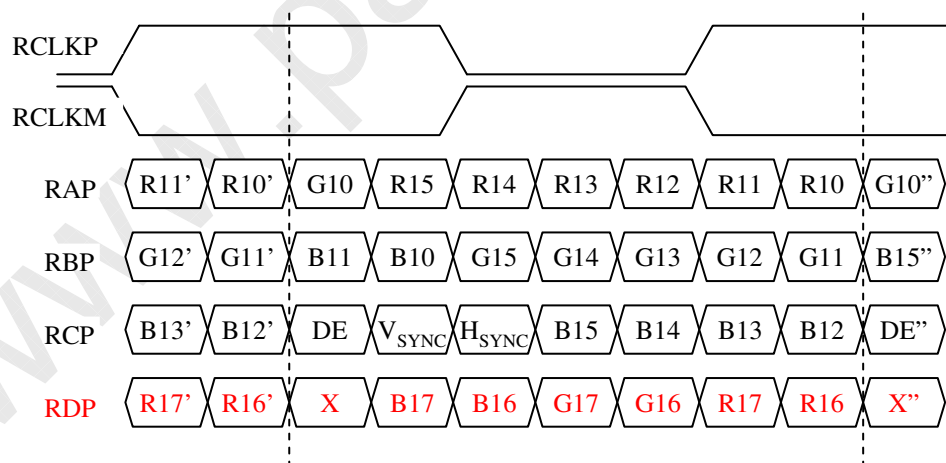 www.pa
RCLKP
RCLKM
RAP R11’ R10’ G10 R15 R14 R13 R12 R11 R10 G10”
RBP G12’ G11’ B11 B10 G15 G14 G13 G12 G11 B15”
RCP B13’ B12’ DE VSYNC HSYNC B15 B14 B13 B12 DE”
RDP R17’ R16’ X B17 B16 G17 G16 R17 R16 X”